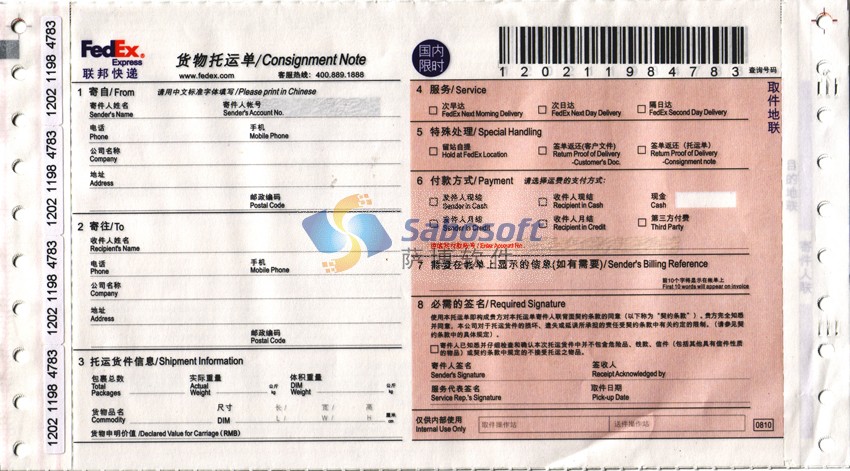 FedEx.
Express
联邦快递
货物托运单/Consignment Note
www.fedex.com 客服热线: 400.889.1888
国内
限时
120211984783 查询号码
1202 1198 4783
1202 1198 4783
1202 1198 4783
1202 1198 4783
1202 1198 4783
取件地联
1 寄自/From 请用中文标准字体填写/Please print in Chinese
寄件人姓名 寄件人帐号
Sender's Name Sender's Account No.
电话 手机
Phone Mobile Phone
公司名称
Company
地址
Address
邮政编码
Postal Code
2 寄往/To
收件人姓名
Recipient's Name
电话 手机
Phone Mobile Phone
公司名称
Company
地址
Address
邮政编码
Postal Code
3 托运货件信息/Shipment Information
包裹总数 实际重量 体积重量
Total Actual 公斤 DIM 公斤
Packages Weight kg Weight kg
货物品名 尺寸 长/ 宽/ 高 厘米
Commodity DIM L/ W/ H cm
货物申明价值/Declared Value for Carriage (RMB)
4 服务/Service
次早达 次日达 隔日达
FedEx Next Morning Delivery FedEx Next Day Delivery FedEx Second Day Delivery
5 特殊处理/Special Handling
留站自提 签单返还(客户文件) 签单返还(托运单)
Hold at FedEx Location Return Proof of Delivery Return Proof of Delivery
-Customer's Doc. -Consignment note
6 付款方式/Payment 请选择运费的支付方式:
发件人现结 收件人现结 现金
Sender in Cash Recipient in Cash Cash
发件人月结 收件人月结 第三方付费
Sender in Credit Recipient in Credit Third Party
Enter Account No.
Sabosoft
萨博软件
7 需要在帐单上显示的信息(如有需要)/Sender's Billing Reference
前10个字将显示在帐单上
First 10 words will appear on invoice
8 必需的签名/Required Signature
使用本托运单即构成贵方对本托运单寄件人联背面契约条款的同意(以下称为“契约条款”)。贵方完全知悉
并同意,本公司对于托运货件的损坏、遗失或延误所承担的责任受契约条款中有关约定的限制。(请参见契
约条款中的具体规定)。
寄件人已知悉并仔细检查和确认本次托运货件中并不包含危险品、钱款、信件(包括其他具有信件性质
的物品)或契约条款中规定的不接受托运之物品。
寄件人签名 签收人
Sender's Signature Receipt Acknowledged by
服务代表签名 取件日期
Service Rep.'s Signature Pick-up Date
仅供内部使用 取件操作站 送件操作站
Internal Use Only 0810